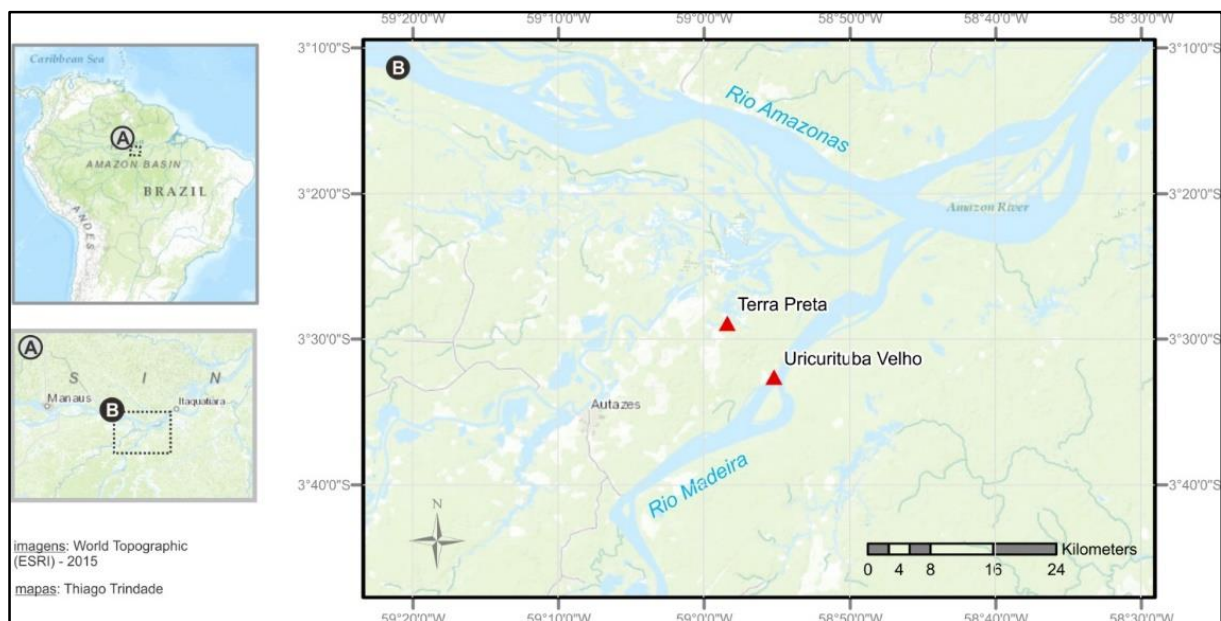 59°20'0"W 59°10'0"W 59°0'0"W 58°50'0"W 58°40'0"W 58°30'0"W
3°10'0"S 3°10'0"S
B
Caribbean Sea
A
AMAZON BASIN
BRAZIL
ANDES
Rio Amazonas
3°20'0"S 3°20'0"S
Amazon River
Terra Preta
3°30'0"S 3°30'0"S
Uricurituba Velho
A
S I N
Manaus
B
Autazes
Rio Madeira
3°40'0"S 3°40'0"S
N
imagens: World Topographic
(ESRI) - 2015
mapas: Thiago Trindade
Kilometers
0 4 8 16 24
59°20'0"W 59°10'0"W 59°0'0"W 58°50'0"W 58°40'0"W 58°30'0"W